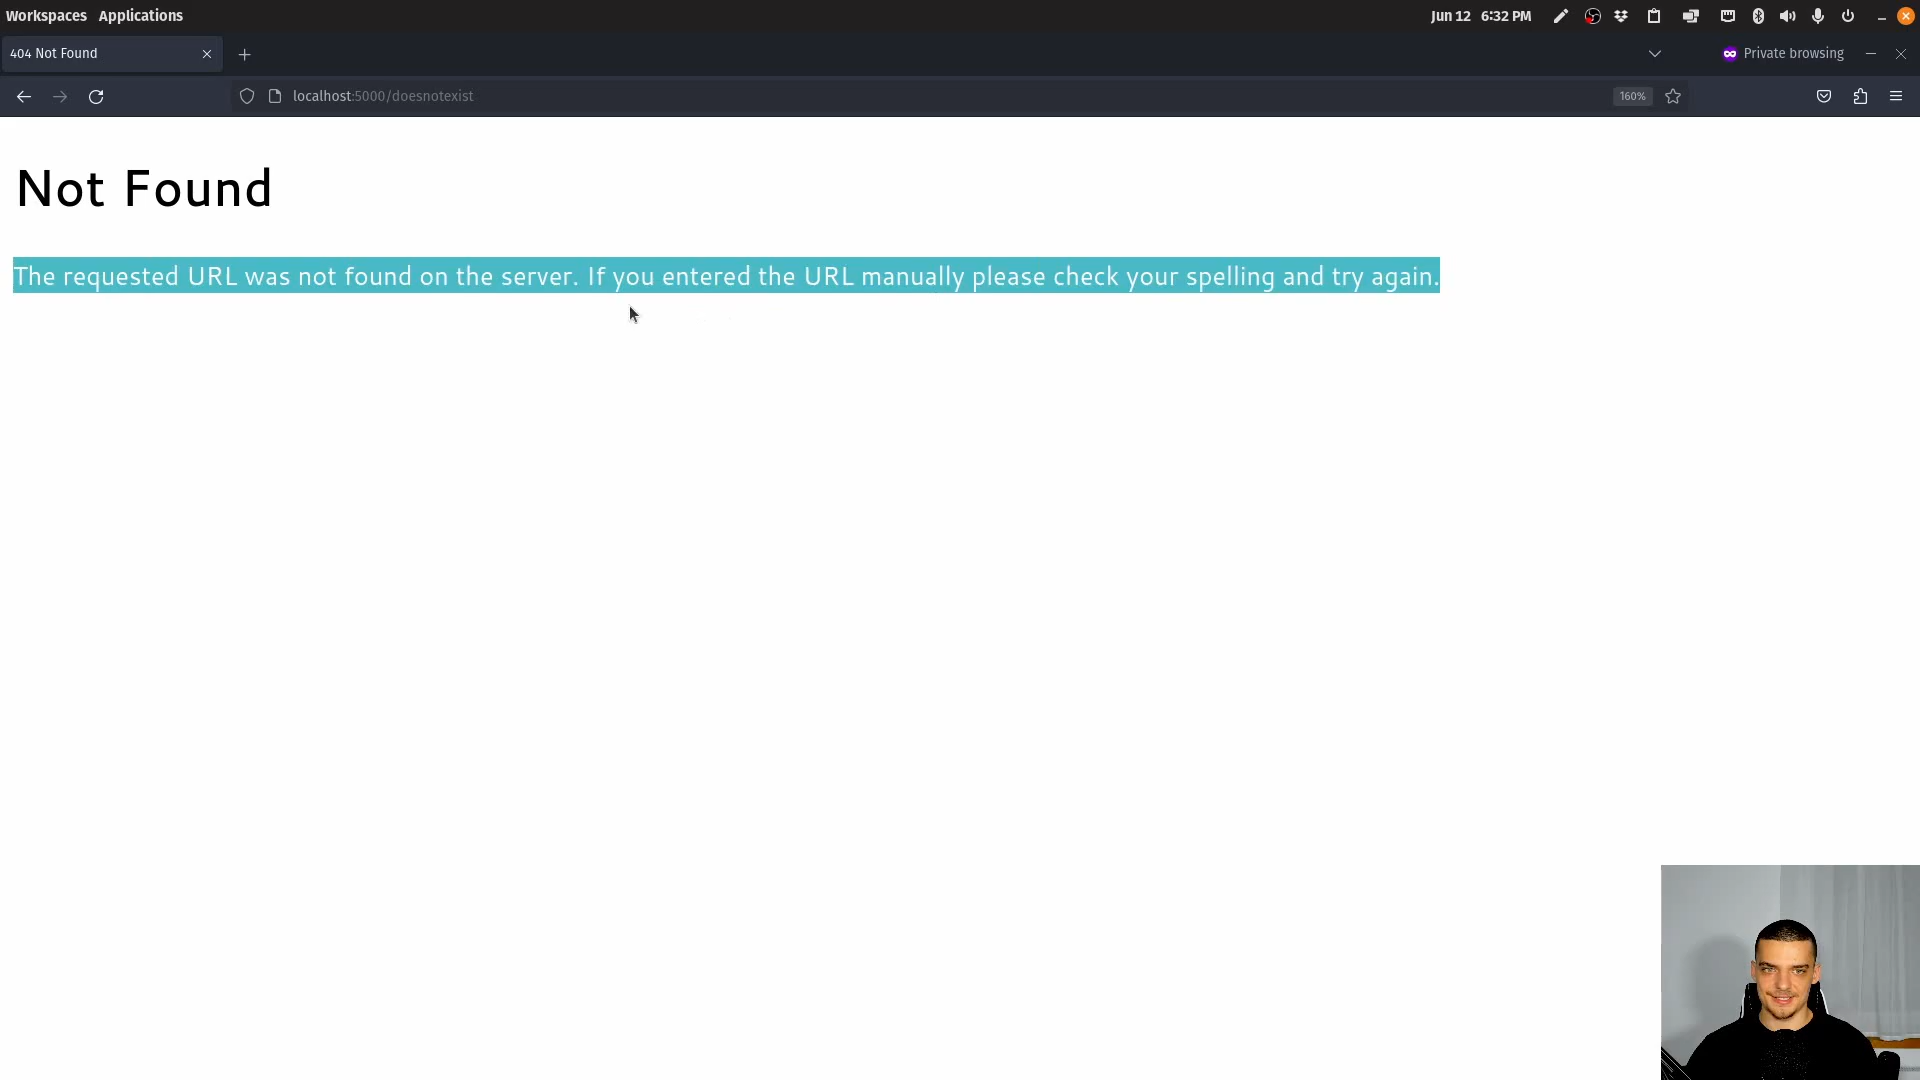 Workspaces Applications
Jun 12 6:32 PM
404 Not Found
Private browsing
localhost:5000/doesnotexist
160%
Not Found
The requested URL was not found on the server. If you entered the URL manually please check your spelling and try again.